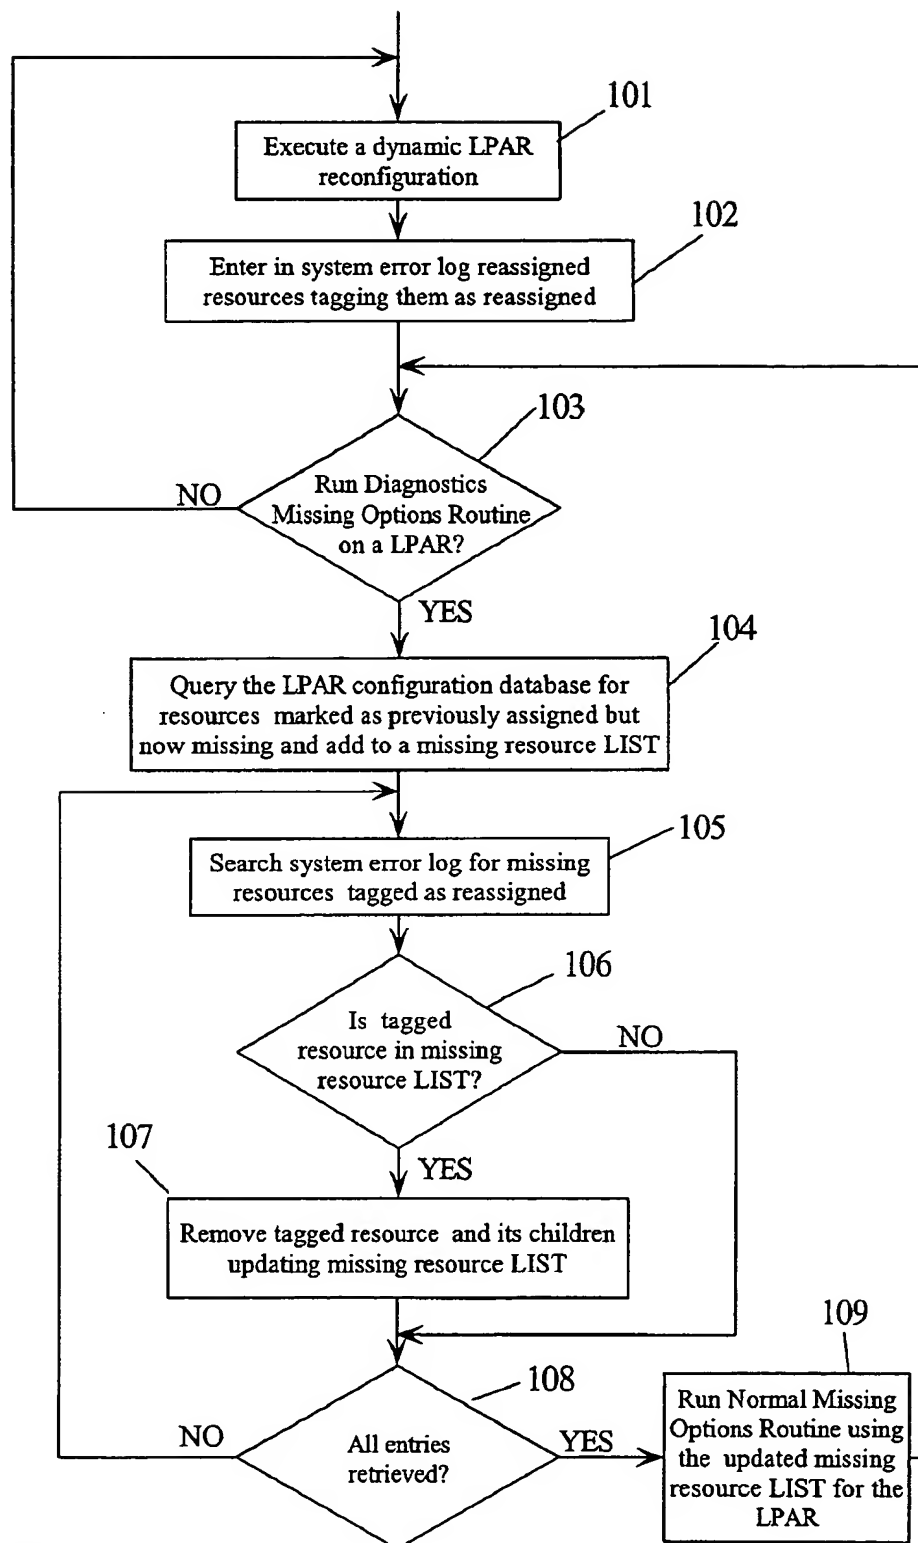 101
Execute a dynamic LPAR
reconfiguration
102
Enter in system error log reassigned
resources tagging them as reassigned
103
NO
Run Diagnostics
Missing Options Routine
on a LPAR?
YES
104
Query the LPAR configuration database for
resources marked as previously assigned but
now missing and add to a missing resource LIST
105
Search system error log for missing
resources tagged as reassigned
106
Is tagged
resource in missing
resource LIST?
NO
107
YES
Remove tagged resource and its children
updating missing resource LIST
109
108
NO
All entries
retrieved?
YES
Run Normal Missing
Options Routine using
the updated missing
resource LIST for the
LPAR